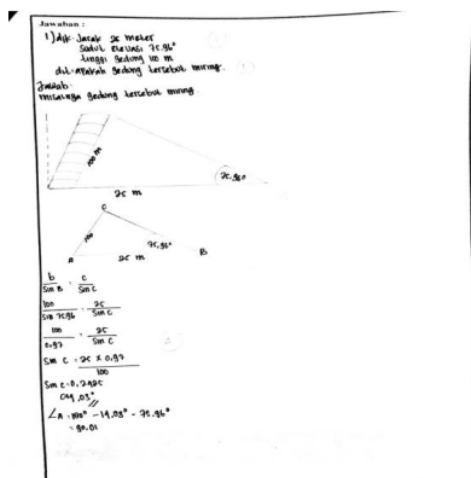 Jawaban :
1) dik: Jarak 25 meter
Sudut elevasi 75.96°
tinggi gedung 100 m
dit: apakah gedung tersebut miring.
Jawab:
misalnya gedung tersebut miring
100 m
75.96°
25 m
C
100
75.96°
A
25 m
B
b/Sin B = c/Sin C
100/Sin 75.96 = 25/Sin C
100/0,97 = 25/Sin C
Sin C = 25 x 0,97 / 100
Sin C = 0,2425
C 14,03°
∠A = 180° - 14,03° - 75.96°
= 90.01